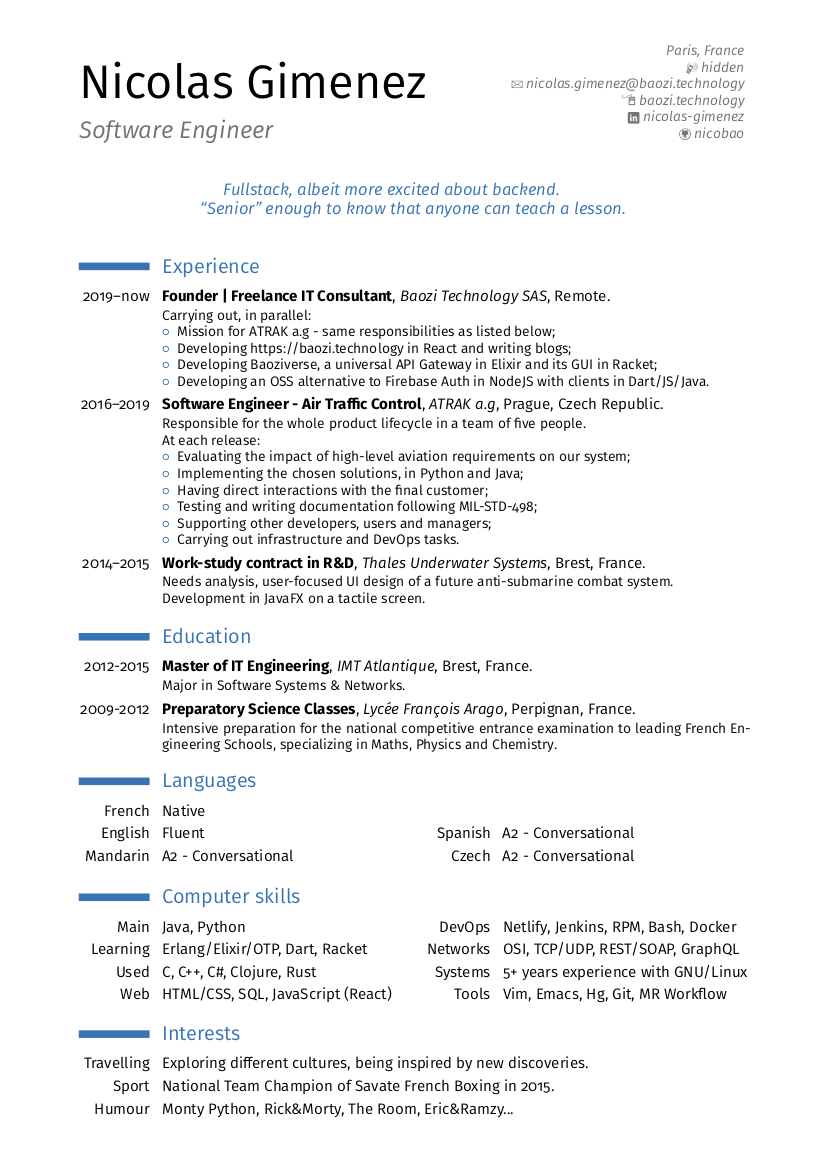 Nicolas Gimenez
Software Engineer
Paris, France
hidden
nicolas.gimenez@baozi.technology
baozi.technology
nicolas-gimenez
nicobao
Fullstack, albeit more excited about backend.
“Senior” enough to know that anyone can teach a lesson.
Experience
2019–now Founder | Freelance IT Consultant, Baozi Technology SAS, Remote.
Carrying out, in parallel:
○ Mission for ATRAK a.g - same responsibilities as listed below;
○ Developing https://baozi.technology in React and writing blogs;
○ Developing Baoziverse, a universal API Gateway in Elixir and its GUI in Racket;
○ Developing an OSS alternative to Firebase Auth in NodeJS with clients in Dart/JS/Java.
2016–2019 Software Engineer - Air Traffic Control, ATRAK a.g, Prague, Czech Republic.
Responsible for the whole product lifecycle in a team of five people.
At each release:
○ Evaluating the impact of high-level aviation requirements on our system;
○ Implementing the chosen solutions, in Python and Java;
○ Having direct interactions with the final customer;
○ Testing and writing documentation following MIL-STD-498;
○ Supporting other developers, users and managers;
○ Carrying out infrastructure and DevOps tasks.
2014–2015 Work-study contract in R&D, Thales Underwater Systems, Brest, France.
Needs analysis, user-focused UI design of a future anti-submarine combat system.
Development in JavaFX on a tactile screen.
Education
2012-2015 Master of IT Engineering, IMT Atlantique, Brest, France.
Major in Software Systems & Networks.
2009-2012 Preparatory Science Classes, Lycée François Arago, Perpignan, France.
Intensive preparation for the national competitive entrance examination to leading French En-
gineering Schools, specializing in Maths, Physics and Chemistry.
Languages
French Native
English Fluent Spanish A2 - Conversational
Mandarin A2 - Conversational Czech A2 - Conversational
Computer skills
Main Java, Python DevOps Netlify, Jenkins, RPM, Bash, Docker
Learning Erlang/Elixir/OTP, Dart, Racket Networks OSI, TCP/UDP, REST/SOAP, GraphQL
Used C, C++, C#, Clojure, Rust Systems 5+ years experience with GNU/Linux
Web HTML/CSS, SQL, JavaScript (React) Tools Vim, Emacs, Hg, Git, MR Workflow
Interests
Travelling Exploring different cultures, being inspired by new discoveries.
Sport National Team Champion of Savate French Boxing in 2015.
Humour Monty Python, Rick&Morty, The Room, Eric&Ramzy...